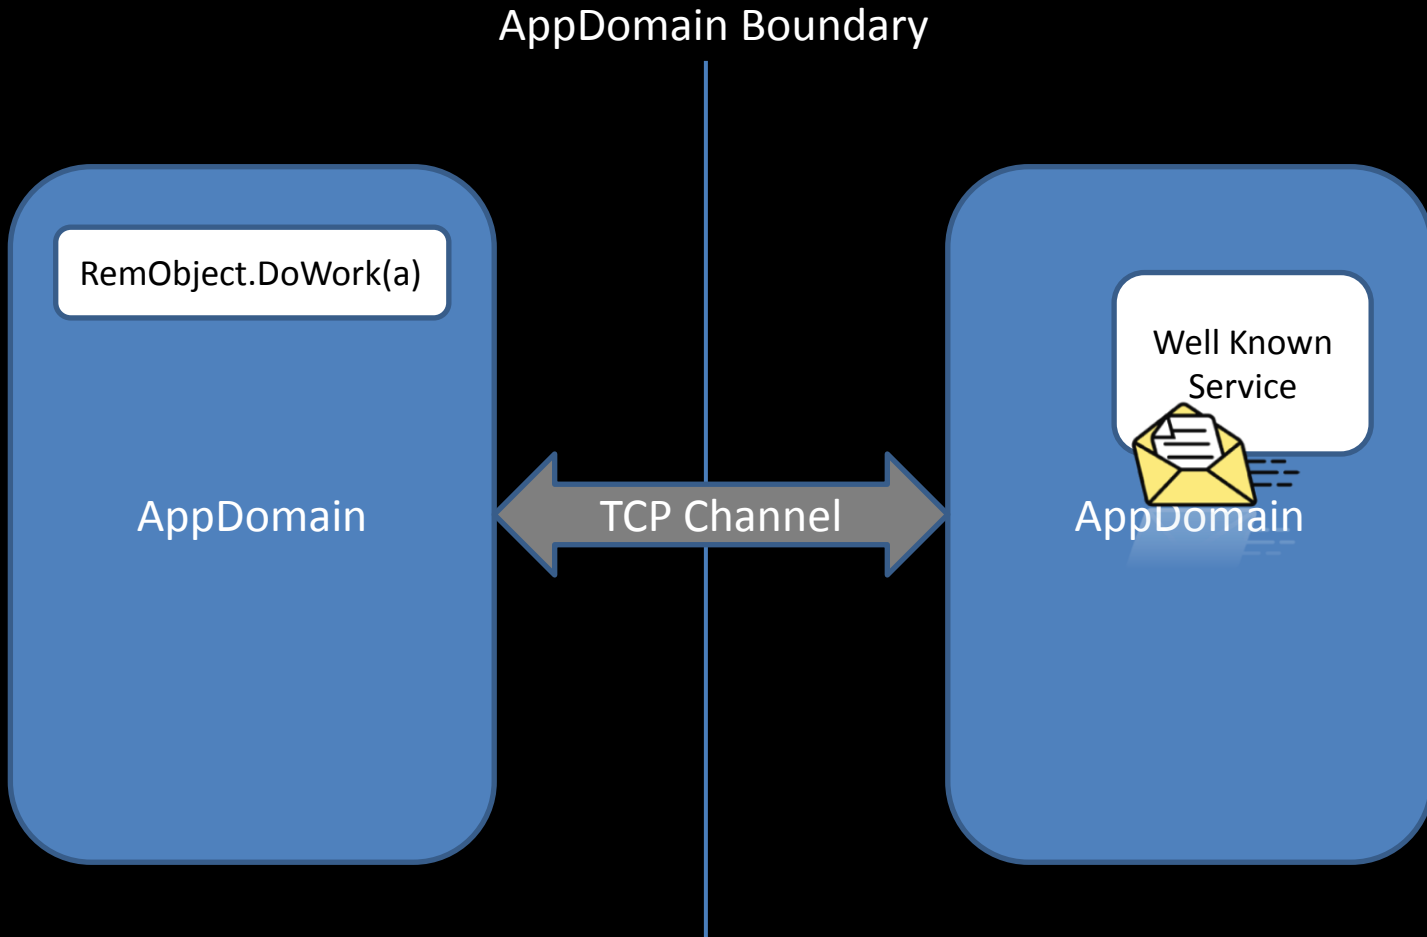 AppDomain Boundary
RemObject.DoWork(a)
Well Known
Service
AppDomain
TCP Channel
AppDomain